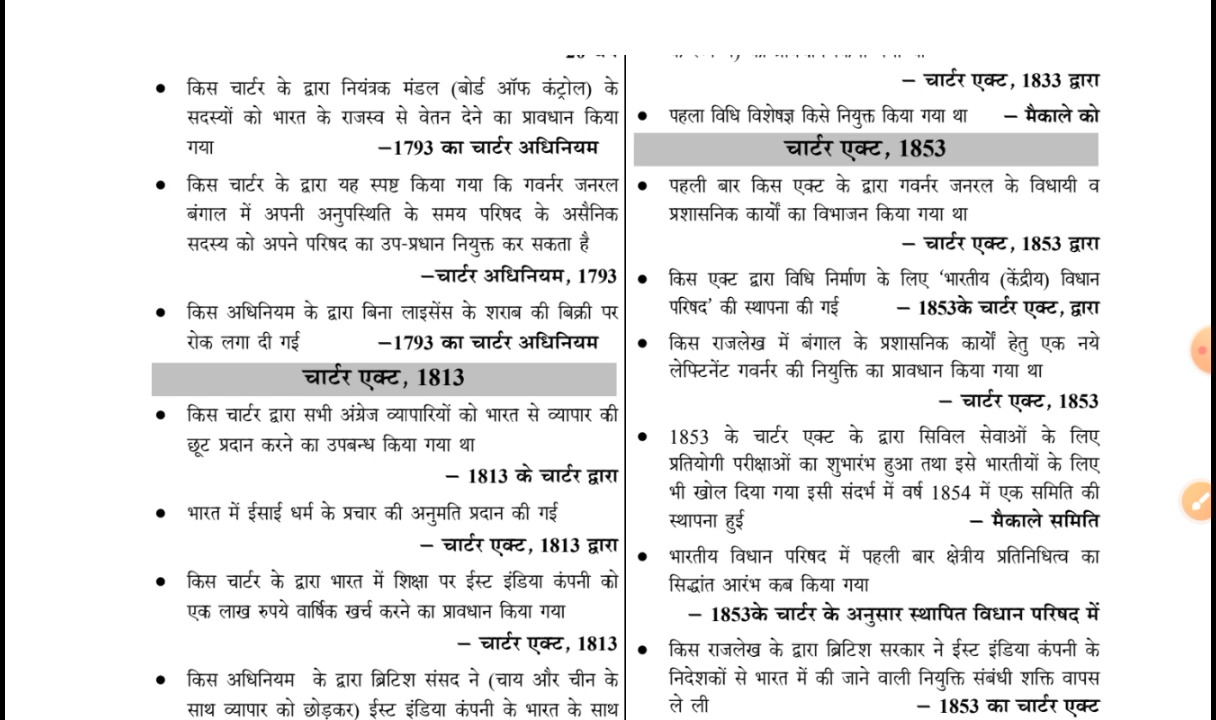 • किस चार्टर के द्वारा नियंत्रक मंडल (बोर्ड ऑफ कंट्रोल) के
सदस्यों को भारत के राजस्व से वेतन देने का प्रावधान किया
गया –1793 का चार्टर अधिनियम
• किस चार्टर के द्वारा यह स्पष्ट किया गया कि गवर्नर जनरल
बंगाल में अपनी अनुपस्थिति के समय परिषद के असैनिक
सदस्य को अपने परिषद का उप-प्रधान नियुक्त कर सकता है
–चार्टर अधिनियम, 1793
• किस अधिनियम के द्वारा बिना लाइसेंस के शराब की बिक्री पर
रोक लगा दी गई –1793 का चार्टर अधिनियम
चार्टर एक्ट, 1813
• किस चार्टर द्वारा सभी अंग्रेज व्यापारियों को भारत से व्यापार की
छूट प्रदान करने का उपबन्ध किया गया था
– 1813 के चार्टर द्वारा
• भारत में ईसाई धर्म के प्रचार की अनुमति प्रदान की गई
– चार्टर एक्ट, 1813 द्वारा
• किस चार्टर के द्वारा भारत में शिक्षा पर ईस्ट इंडिया कंपनी को
एक लाख रुपये वार्षिक खर्च करने का प्रावधान किया गया
– चार्टर एक्ट, 1813
• किस अधिनियम के द्वारा ब्रिटिश संसद ने (चाय और चीन के
साथ व्यापार को छोड़कर) ईस्ट इंडिया कंपनी के भारत के साथ
– चार्टर एक्ट, 1833 द्वारा
• पहला विधि विशेषज्ञ किसे नियुक्त किया गया था – मैकाले को
चार्टर एक्ट, 1853
• पहली बार किस एक्ट के द्वारा गवर्नर जनरल के विधायी व
प्रशासनिक कार्यों का विभाजन किया गया था
– चार्टर एक्ट, 1853 द्वारा
• किस एक्ट द्वारा विधि निर्माण के लिए ‘भारतीय (केंद्रीय) विधान
परिषद’ की स्थापना की गई – 1853के चार्टर एक्ट, द्वारा
• किस राजलेख में बंगाल के प्रशासनिक कार्यों हेतु एक नये
लेफ्टिनेंट गवर्नर की नियुक्ति का प्रावधान किया गया था
– चार्टर एक्ट, 1853
• 1853 के चार्टर एक्ट के द्वारा सिविल सेवाओं के लिए
प्रतियोगी परीक्षाओं का शुभारंभ हुआ तथा इसे भारतीयों के लिए
भी खोल दिया गया इसी संदर्भ में वर्ष 1854 में एक समिति की
स्थापना हुई – मैकाले समिति
• भारतीय विधान परिषद में पहली बार क्षेत्रीय प्रतिनिधित्व का
सिद्धांत आरंभ कब किया गया
– 1853के चार्टर के अनुसार स्थापित विधान परिषद में
• किस राजलेख के द्वारा ब्रिटिश सरकार ने ईस्ट इंडिया कंपनी के
निदेशकों से भारत में की जाने वाली नियुक्ति संबंधी शक्ति वापस
ले ली – 1853 का चार्टर एक्ट